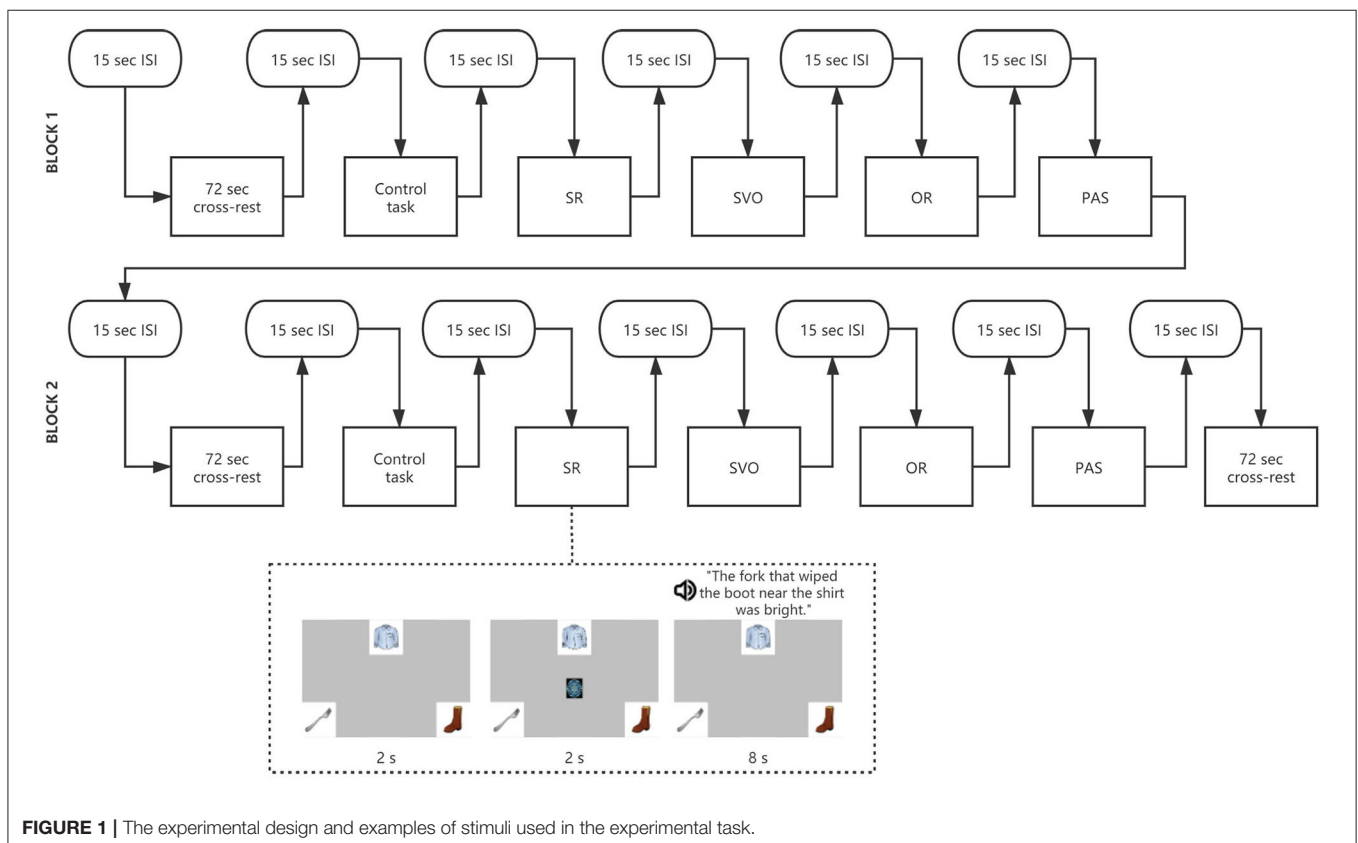 15 sec ISI
15 sec ISI
15 sec ISI
15 sec ISI
15 sec ISI
15 sec ISI
BLOCK 1
72 sec
cross-rest
Control
task
SR
SVO
OR
PAS
15 sec ISI
15 sec ISI
15 sec ISI
15 sec ISI
15 sec ISI
15 sec ISI
15 sec ISI
BLOCK 2
72 sec
cross-rest
Control
task
SR
SVO
OR
PAS
72 sec
cross-rest
"The fork that wiped
the boot near the shirt
was bright."
2 s
2 s
8 s
FIGURE 1 | The experimental design and examples of stimuli used in the experimental task.